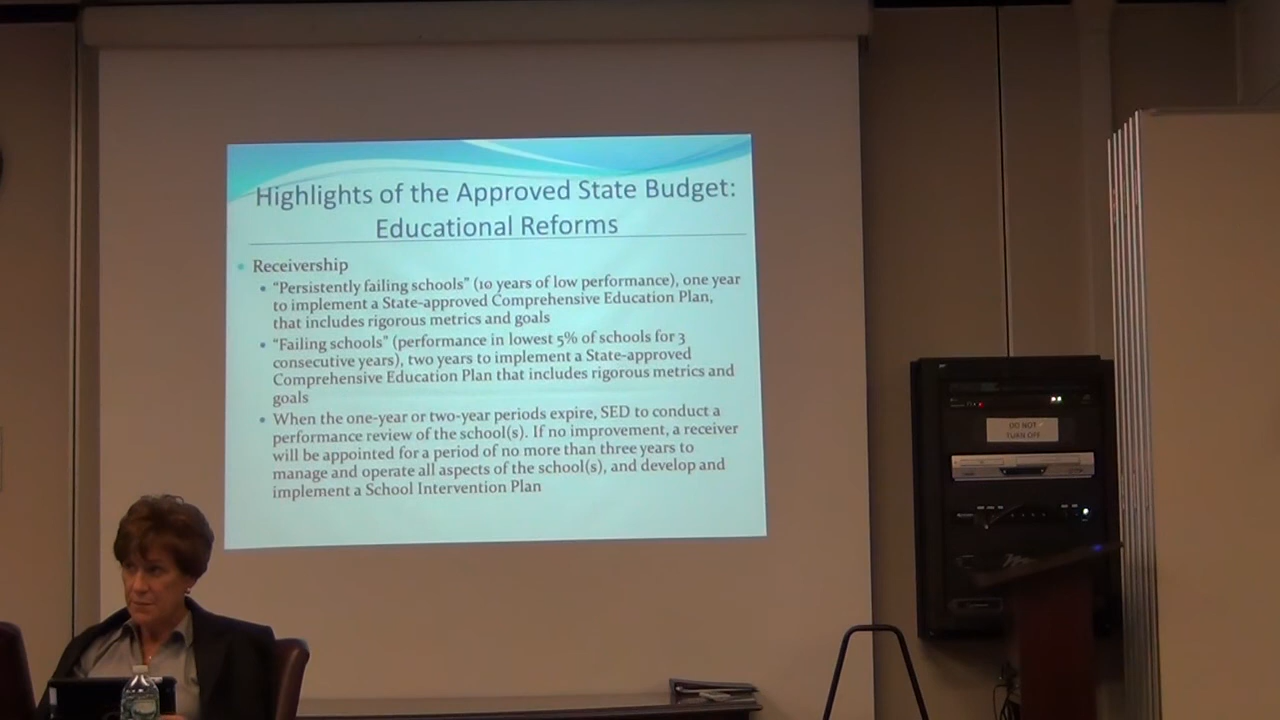 Highlights of the Approved State Budget:
Educational Reforms
Receivership
"Persistently failing schools" (10 years of low performance), one year
to implement a State-approved Comprehensive Education Plan,
that includes rigorous metrics and goals
"Failing schools" (performance in lowest 5% of schools for 3
consecutive years), two years to implement a State-approved
Comprehensive Education Plan that includes rigorous metrics and
goals
When the one-year or two-year periods expire, SED to conduct a
performance review of the school(s). If no improvement, a receiver
will be appointed for a period of no more than three years to
manage and operate all aspects of the school(s), and develop and
implement a School Intervention Plan
DO NOT
TURN OFF